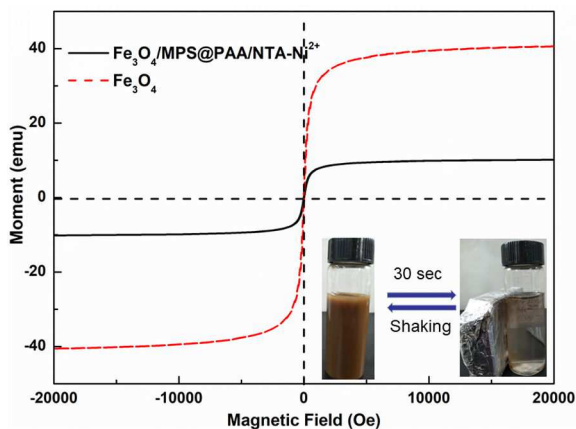 Fe₃O₄/MPS@PAA/NTA-Ni²⁺
Fe₃O₄
Moment (emu)
40
20
0
-20
-40
30 sec
Shaking
-20000 -10000 0 10000 20000
Magnetic Field (Oe)